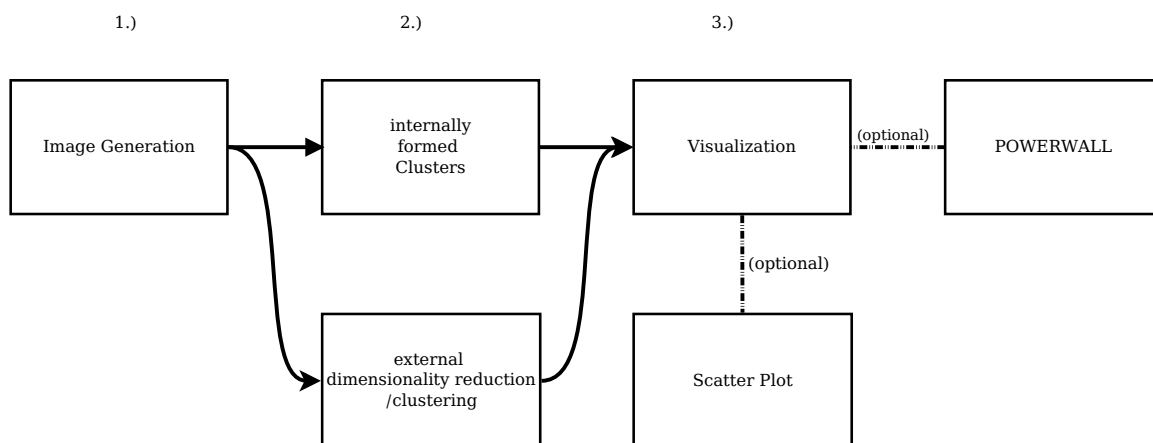 1.)
2.)
3.)
Image Generation
internally
formed
Clusters
Visualization
(optional)
POWERWALL
(optional)
external
dimensionality reduction
/clustering
Scatter Plot